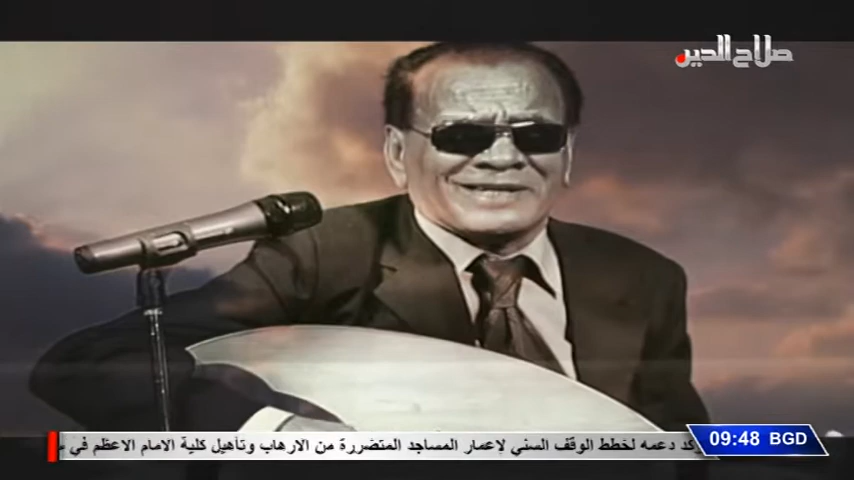 صلاح الدين
كد دعمه لخطط الوقف السني لإعمار المساجد المتضررة من الارهاب وتأهيل كلية الامام الاعظم في
09:48 BGD